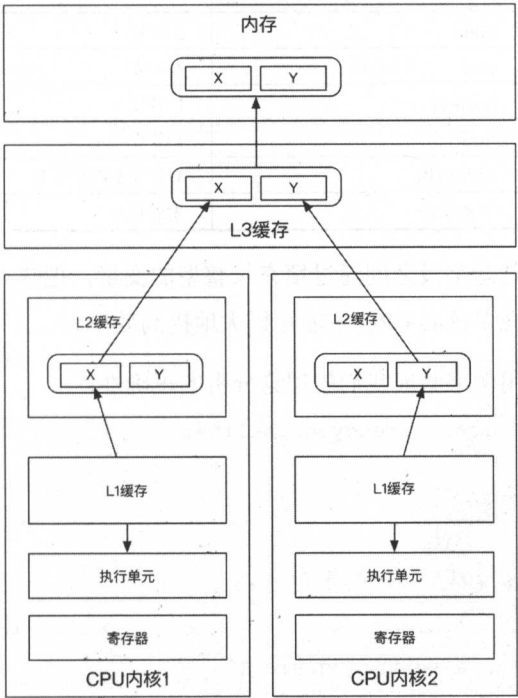 内存
X Y
X Y
L3缓存
L2缓存
X Y
L1缓存
执行单元
寄存器
CPU内核1
L2缓存
X Y
L1缓存
执行单元
寄存器
CPU内核2